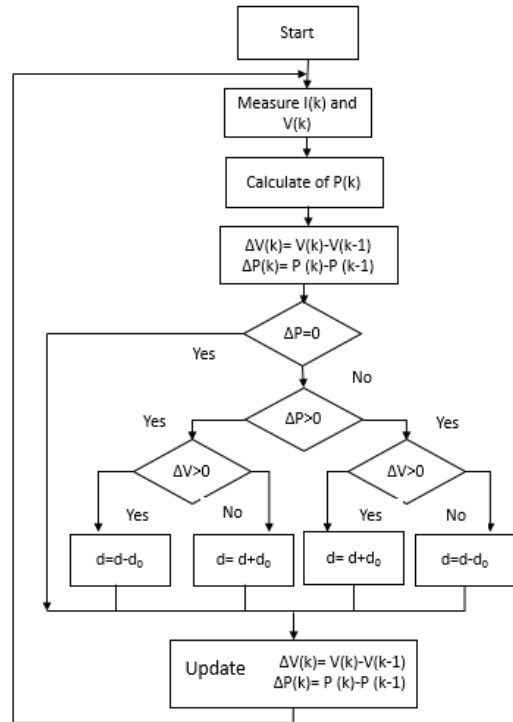 Start
Measure I(k) and
V(k)
Calculate of P(k)
ΔV(k)= V(k)-V(k-1)
ΔP(k)= P (k)-P (k-1)
ΔP=0
Yes
No
ΔP>0
Yes
Yes
ΔV>0
ΔV>0
Yes
No
Yes
No
d=d-d₀
d= d+d₀
d= d+d₀
d=d-d₀
Update
ΔV(k)= V(k)-V(k-1)
ΔP(k)= P (k)-P (k-1)